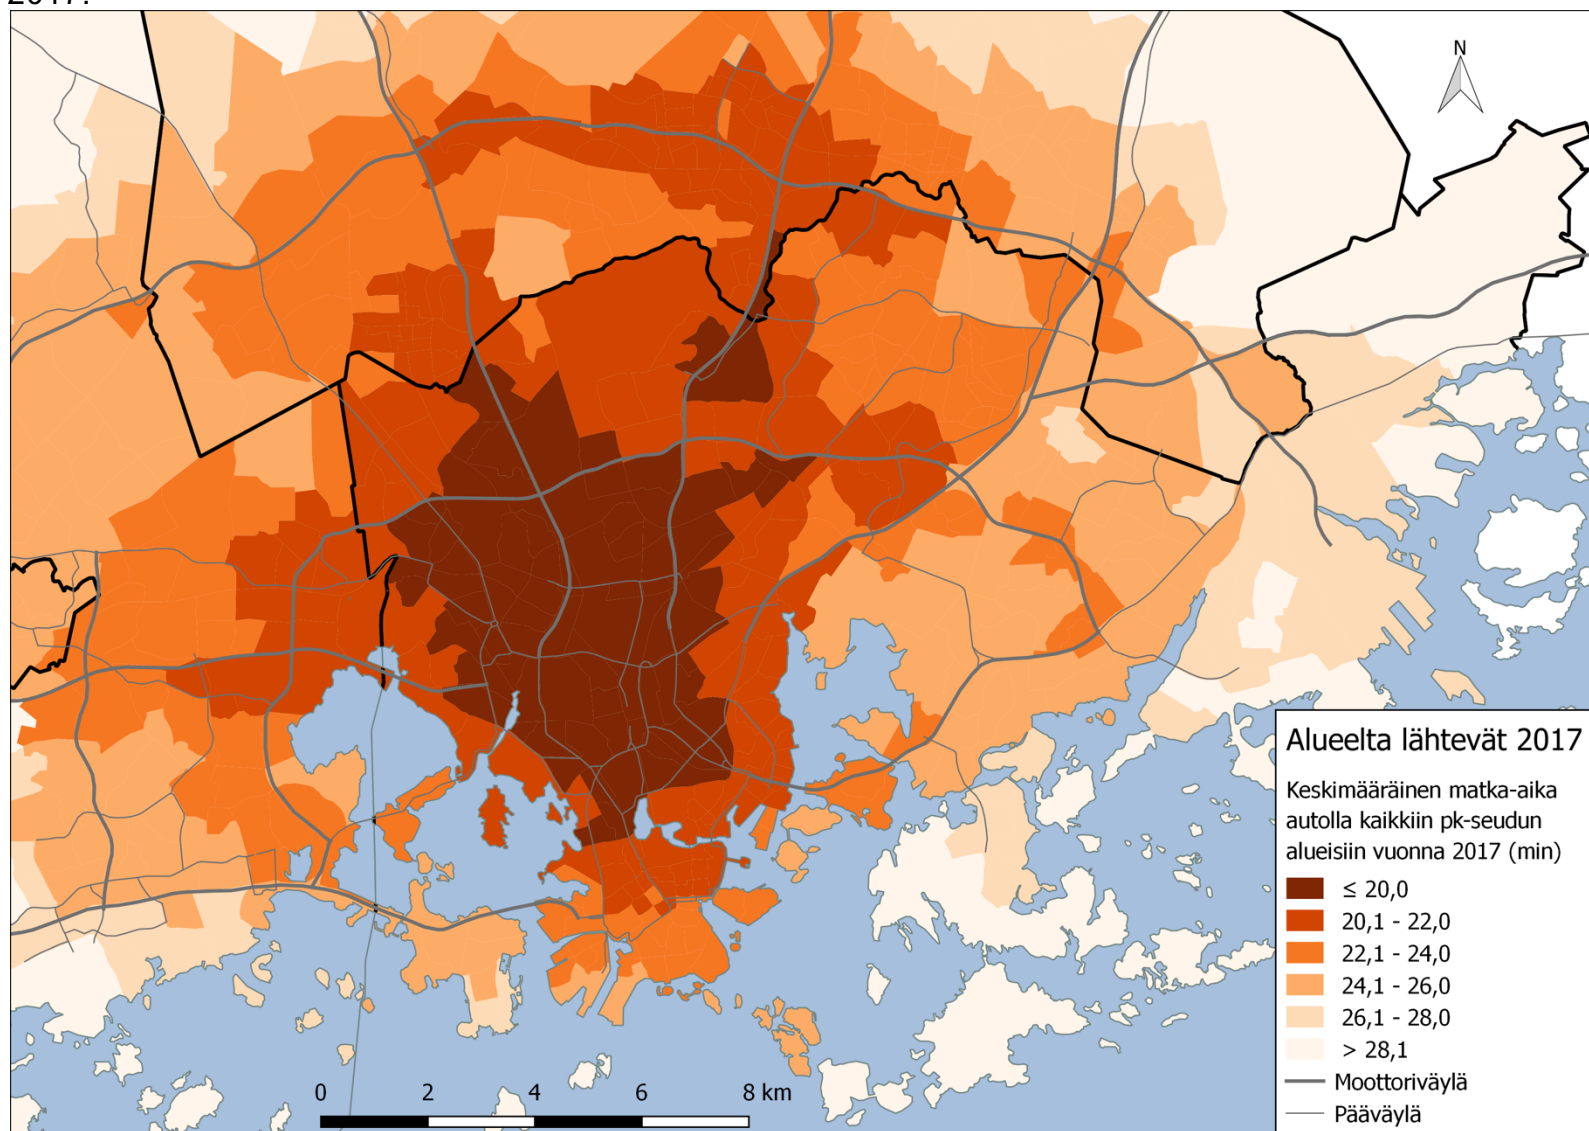 2017.
N
Alueelta lähtevät 2017
Keskimääräinen matka-aika
autolla kaikkiin pk-seudun
alueisiin vuonna 2017 (min)
≤ 20,0
20,1 - 22,0
22,1 - 24,0
24,1 - 26,0
26,1 - 28,0
> 28,1
Moottoriväylä
Pääväylä
0 2 4 6 8 km